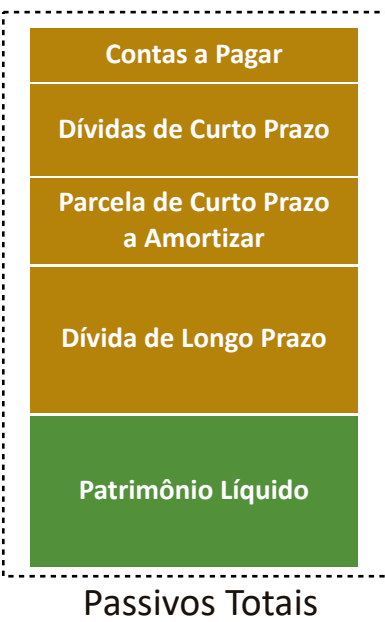 Contas a Pagar
Dívidas de Curto Prazo
Parcela de Curto Prazo
a Amortizar
Dívida de Longo Prazo
Patrimônio Líquido
Passivos Totais